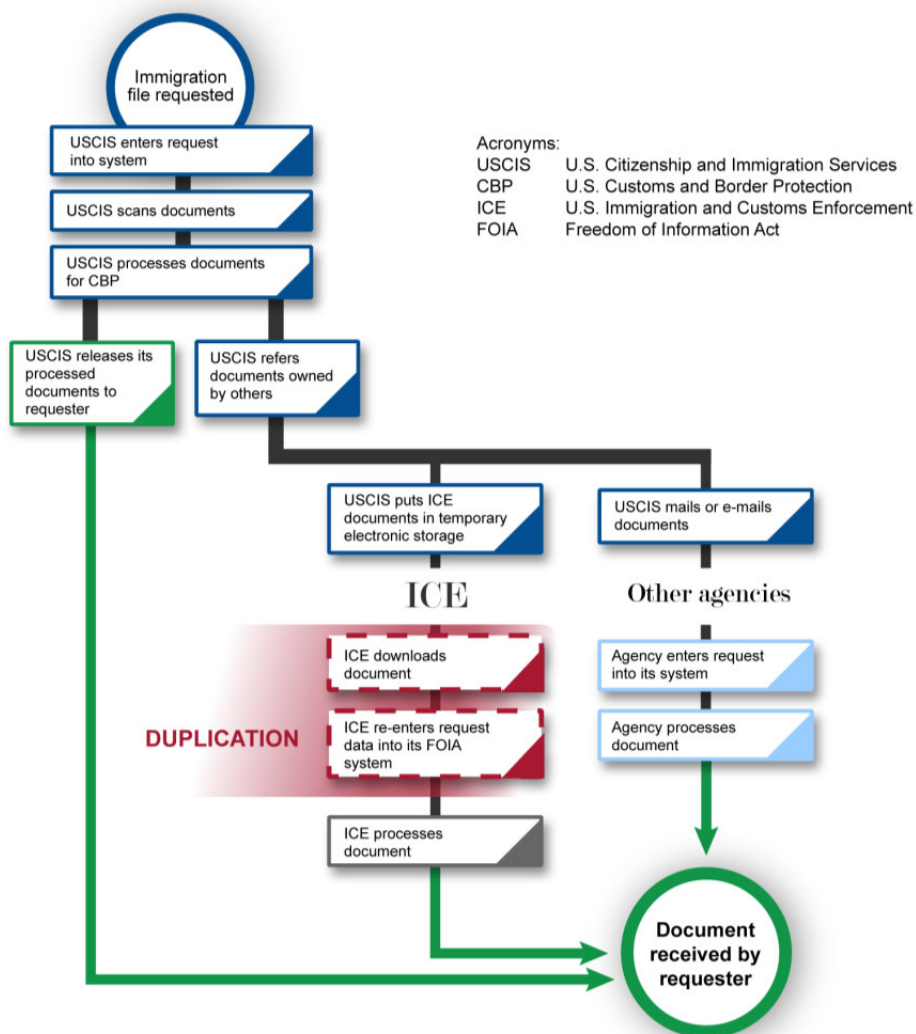 Immigration
file requested
USCIS enters request
into system
USCIS scans documents
USCIS processes documents
for CBP
Acronyms:
USCIS U.S. Citizenship and Immigration Services
CBP U.S. Customs and Border Protection
ICE U.S. Immigration and Customs Enforcement
FOIA Freedom of Information Act
USCIS releases its
processed
documents to
requester
USCIS refers
documents owned
by others
USCIS puts ICE
documents in temporary
electronic storage
USCIS mails or e-mails
documents
ICE
Other agencies
DUPLICATION
ICE downloads
document
ICE re-enters request
data into its FOIA
system
ICE processes
document
Agency enters request
into its system
Agency processes
document
Document
received by
requester